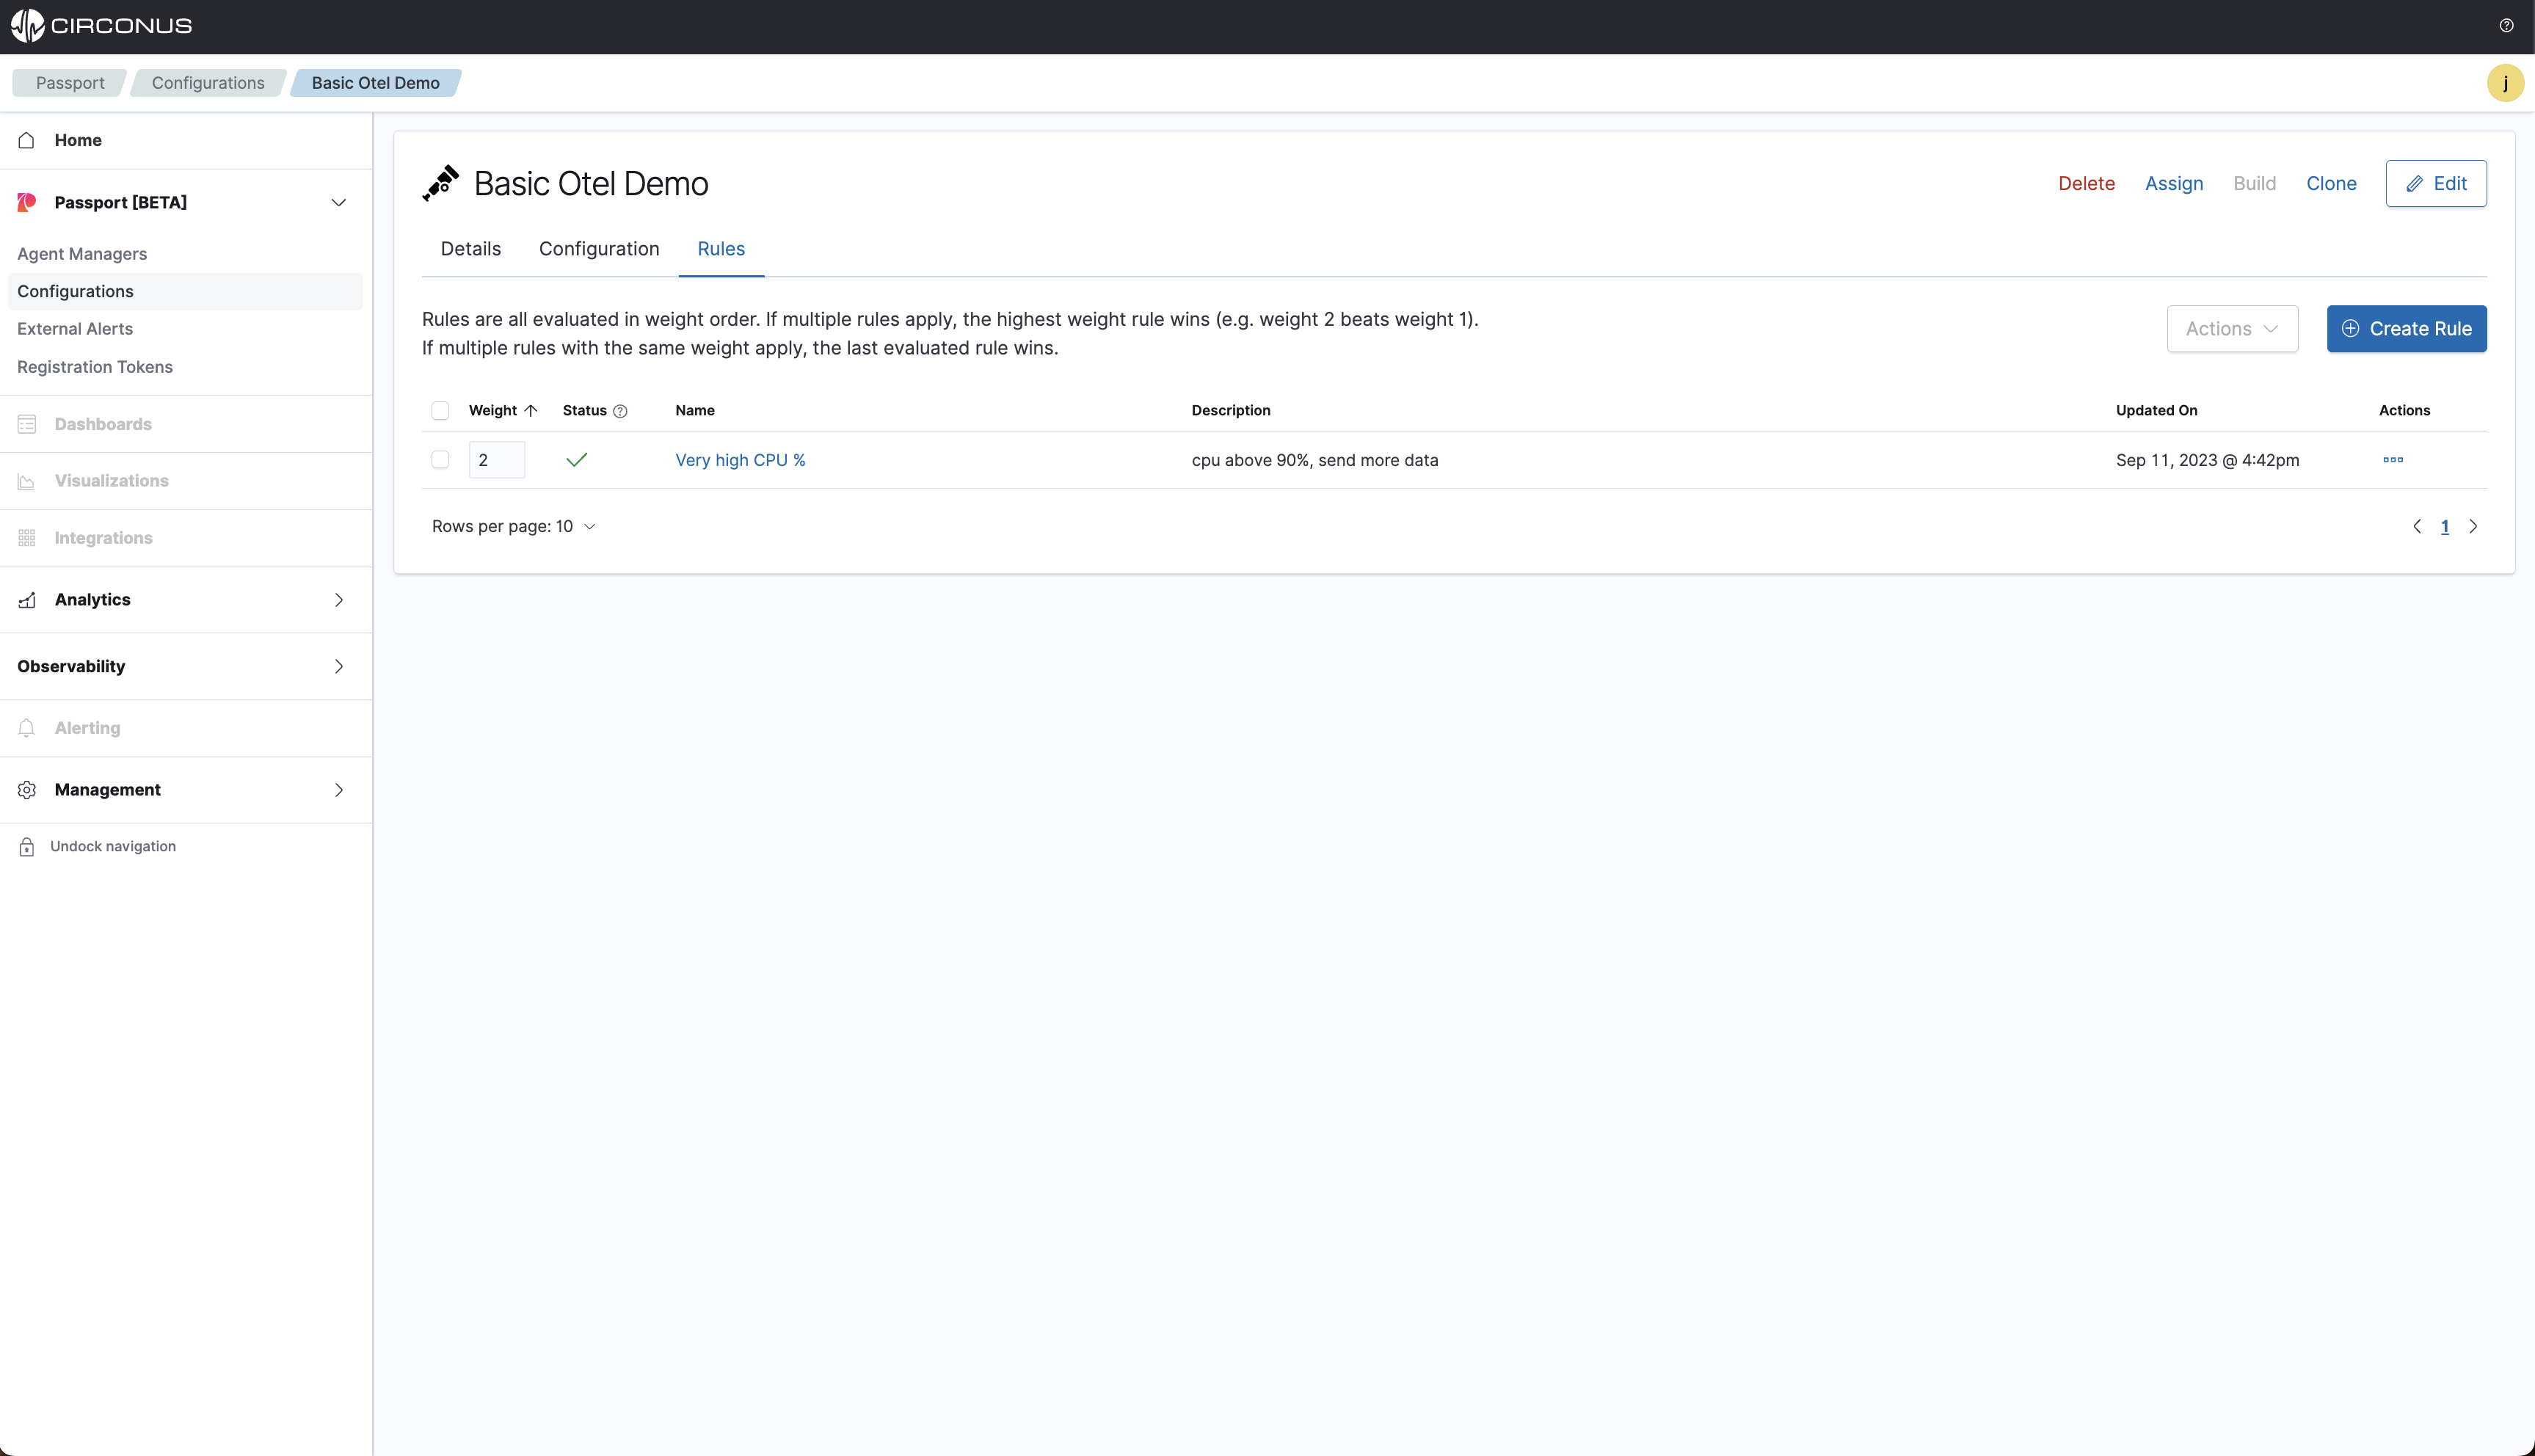 CIRCONUS
Passport
Configurations
Basic Otel Demo
j
Home
Passport [BETA]
Agent Managers
Configurations
External Alerts
Registration Tokens
Dashboards
Visualizations
Integrations
Analytics
Observability
Alerting
Management
Undock navigation
Basic Otel Demo
Delete
Assign
Build
Clone
Edit
Details
Configuration
Rules
Rules are all evaluated in weight order. If multiple rules apply, the highest weight rule wins (e.g. weight 2 beats weight 1).
If multiple rules with the same weight apply, the last evaluated rule wins.
Actions
Create Rule
Weight
Status
Name
Description
Updated On
Actions
2
Very high CPU %
cpu above 90%, send more data
Sep 11, 2023 @ 4:42pm
Rows per page: 10
1